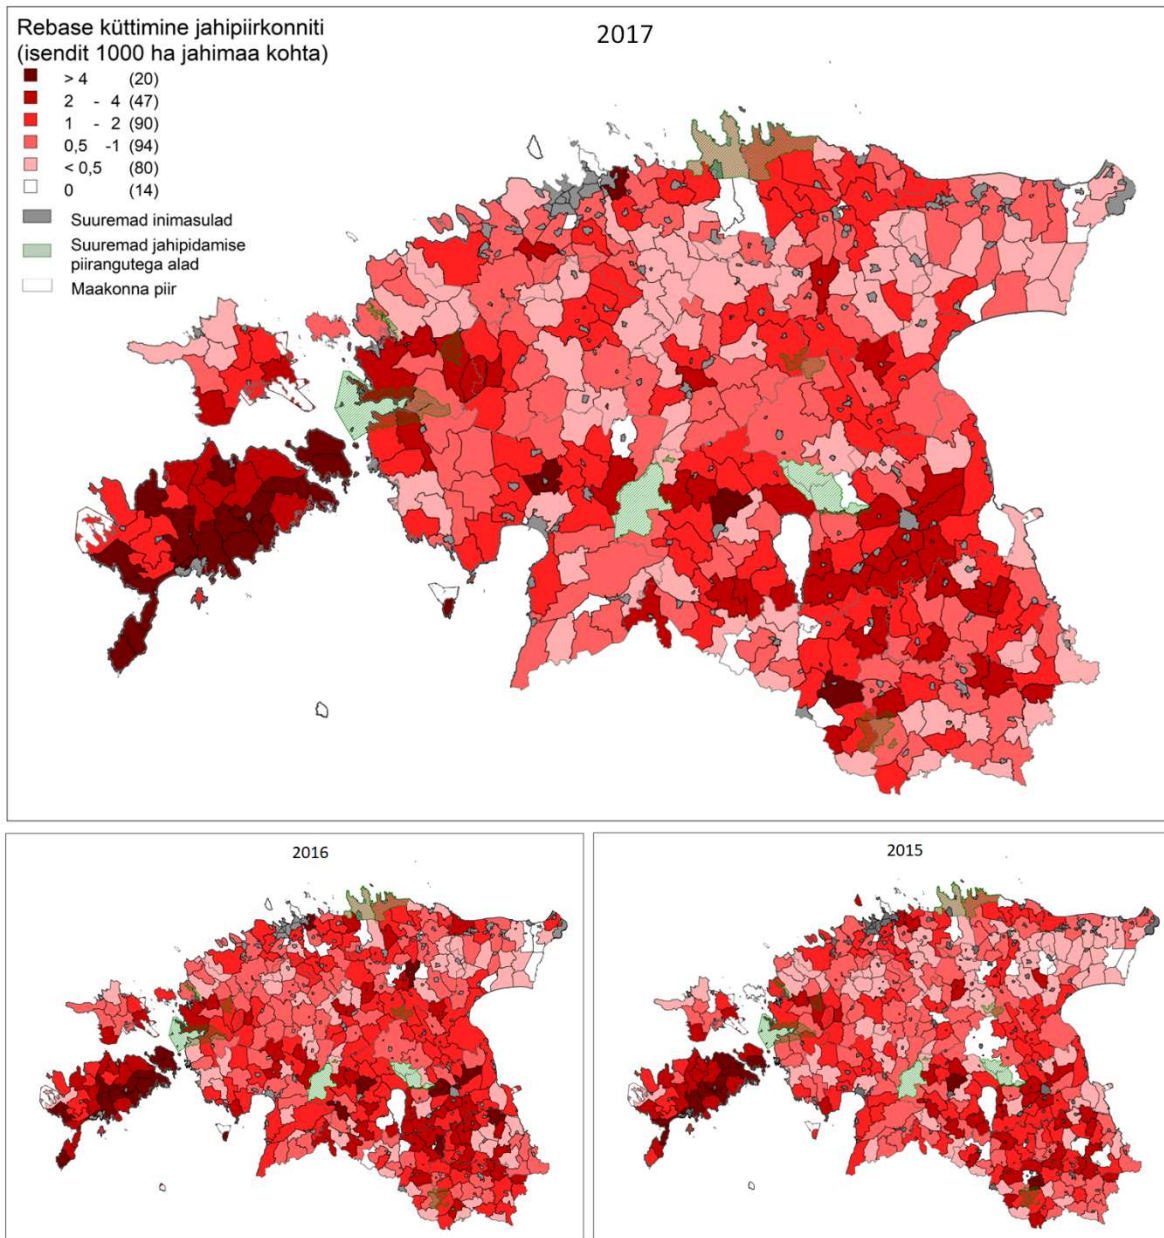 Rebase küttimine jahipiirkonniti
(isendit 1000 ha jahimaa kohta)
2017
> 4 (20)
2 - 4 (47)
1 - 2 (90)
0,5 -1 (94)
< 0,5 (80)
0 (14)
Suuremad inimasulad
Suuremad jahipidamise
piirangutega alad
Maakonna piir
2016
2015